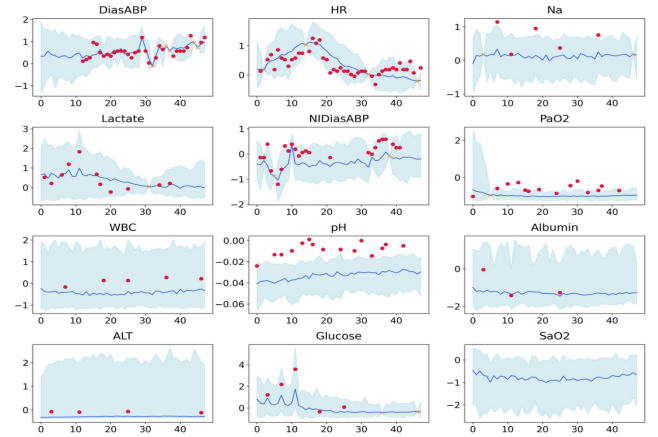 DiasABP HR Na
2 1 0 −1
2 1 0
1 0 −1
0 10 20 30 40 0 10 20 30 40 0 10 20 30 40
Lactate NIDiasABP PaO2
3 2 1 0 −1
1 0 −1 −2
0
0 10 20 30 40 0 10 20 30 40 0 10 20 30 40
WBC pH Albumin
2 1 0 −1
0.00 −0.02 −0.04 −0.06
0 −2
0 10 20 30 40 0 10 20 30 40 0 10 20 30 40
ALT Glucose SaO2
2 1 0
4 2 0
0 −1 −2
0 10 20 30 40 0 10 20 30 40 0 10 20 30 40